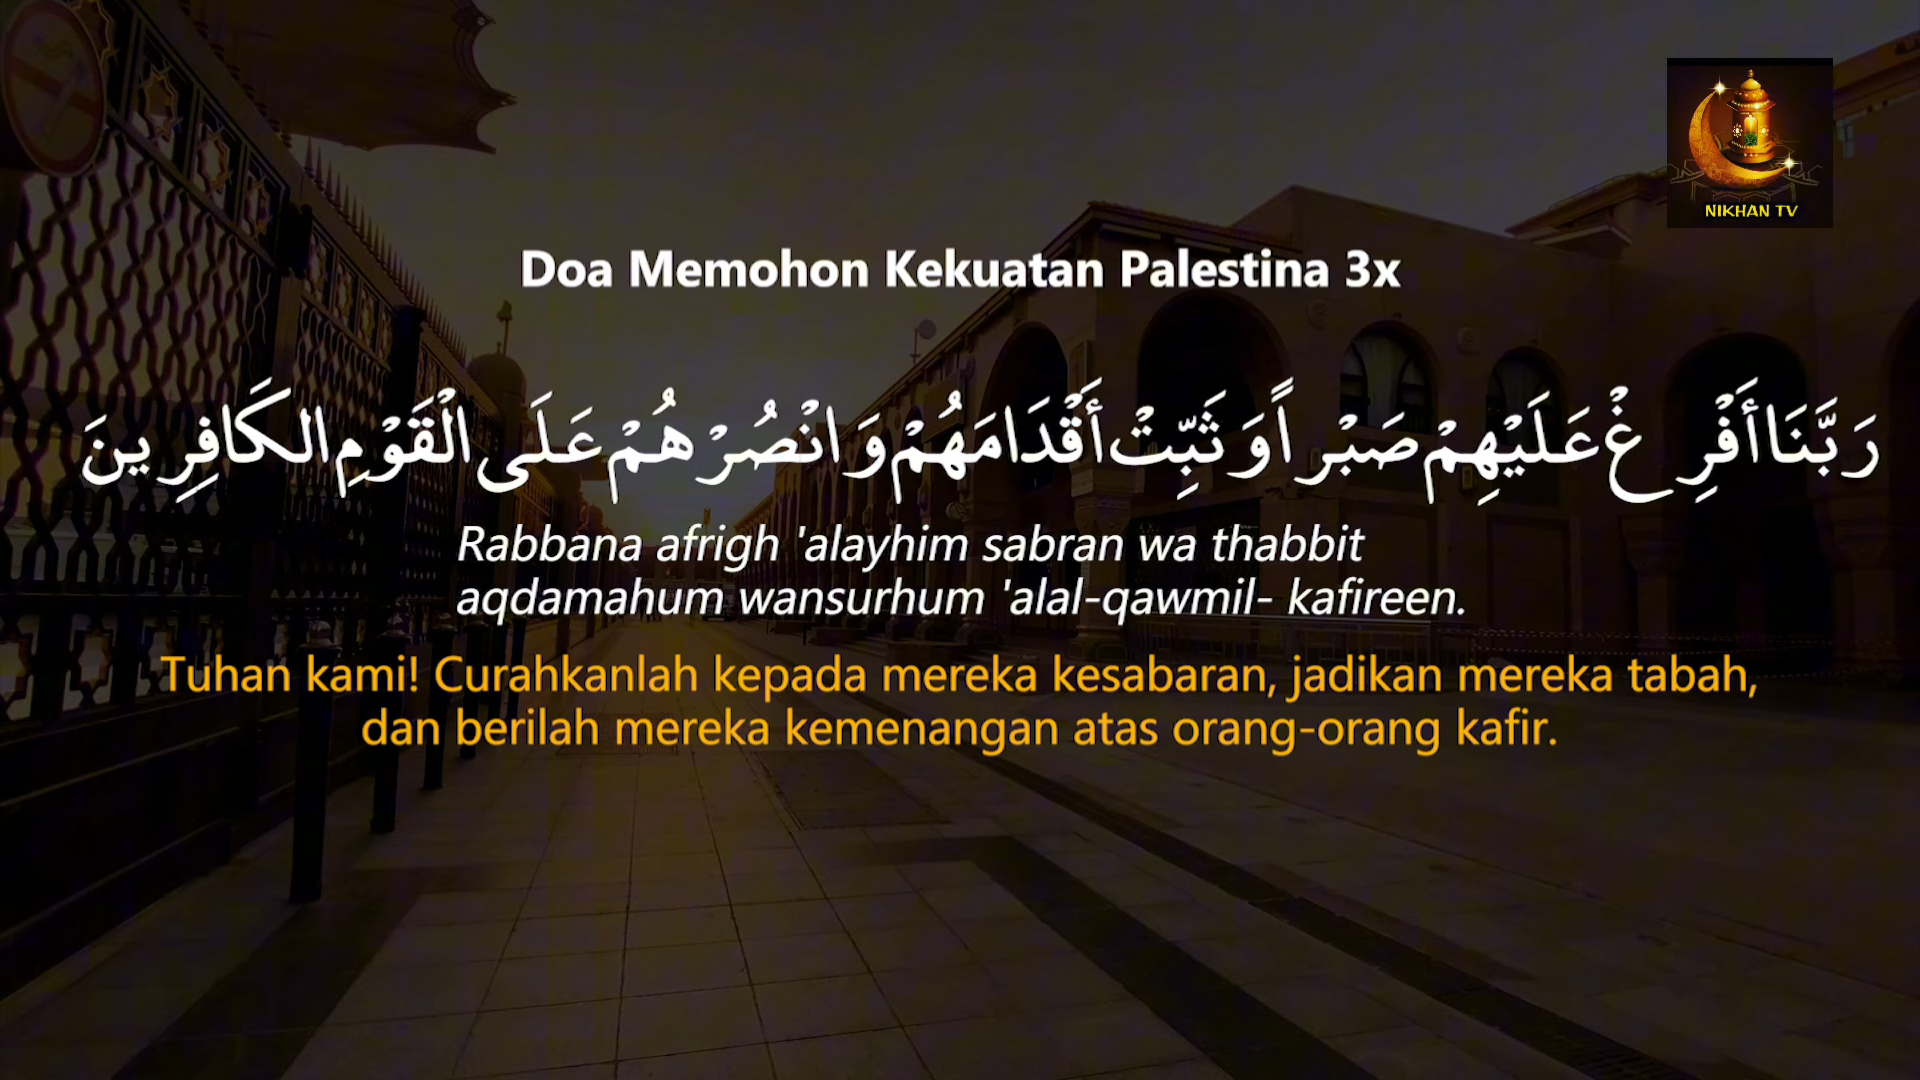 NIKHAN TV
Doa Memohon Kekuatan Palestina 3x
رَبَّنَا أَفْرِغْ عَلَيْهِمْ صَبْراً وَثَبِّتْ أَقْدَامَهُمْ وَانْصُرْهُمْ عَلَى الْقَوْمِ الكَافِرِينَ
Rabbana afrigh 'alayhim sabran wa thabbit
aqdamahum wansurhum 'alal-qawmil- kafireen.
Tuhan kami! Curahkanlah kepada mereka kesabaran, jadikan mereka tabah,
dan berilah mereka kemenangan atas orang-orang kafir.